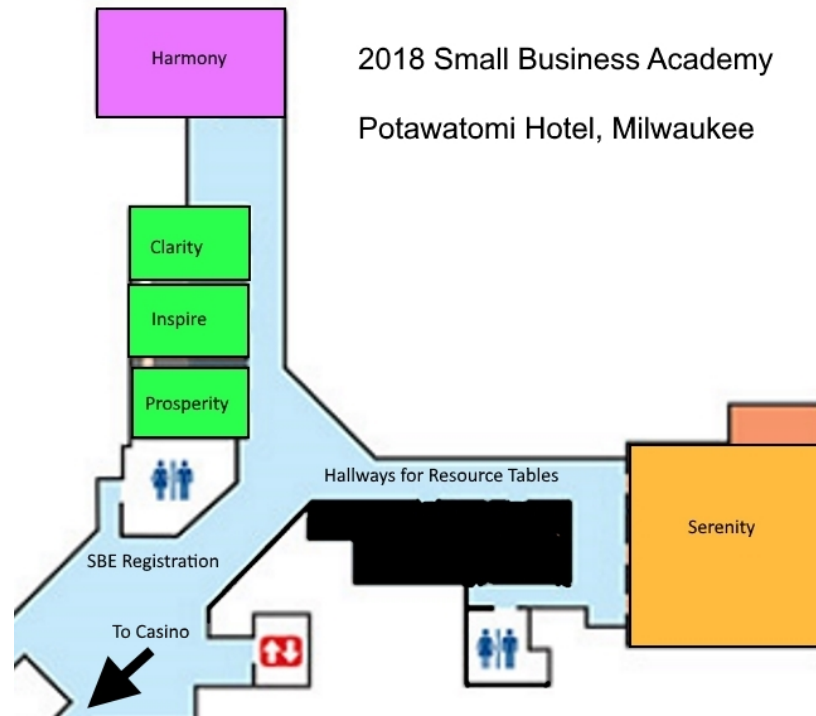 Harmony
2018 Small Business Academy
Potawatomi Hotel, Milwaukee
Clarity
Inspire
Prosperity
Hallways for Resource Tables
Serenity
SBE Registration
To Casino